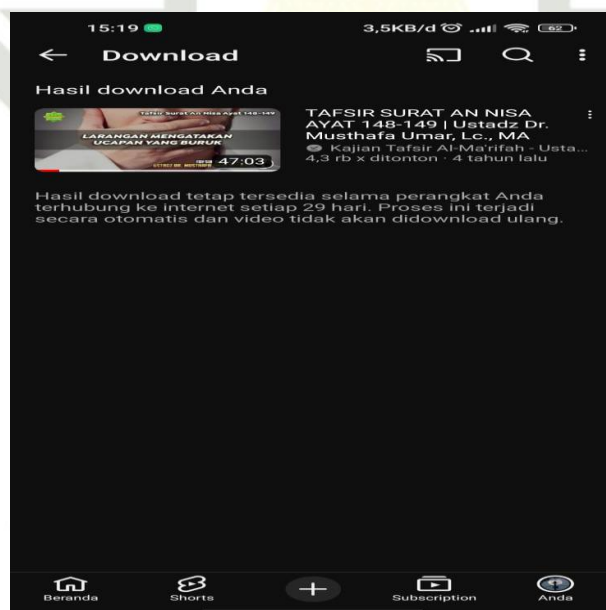 15:19 3,5KB/d 62
Download
Hasil download Anda
Tafsir Surat An Nisa Ayat 148-149
LARANGAN MENGATAKAN
UCAPAN YANG BURUK
47:03
TAFSIR SURAT AN NISA
AYAT 148-149 | Ustadz Dr.
Musthafa Umar, Lc., MA
Kajian Tafsir Al-Ma'rifah - Usta...
4,3 rb x ditonton · 4 tahun lalu
Hasil download tetap tersedia selama perangkat Anda
terhubung ke internet setiap 29 hari. Proses ini terjadi
secara otomatis dan video tidak akan didownload ulang.
Beranda Shorts Subscription Anda